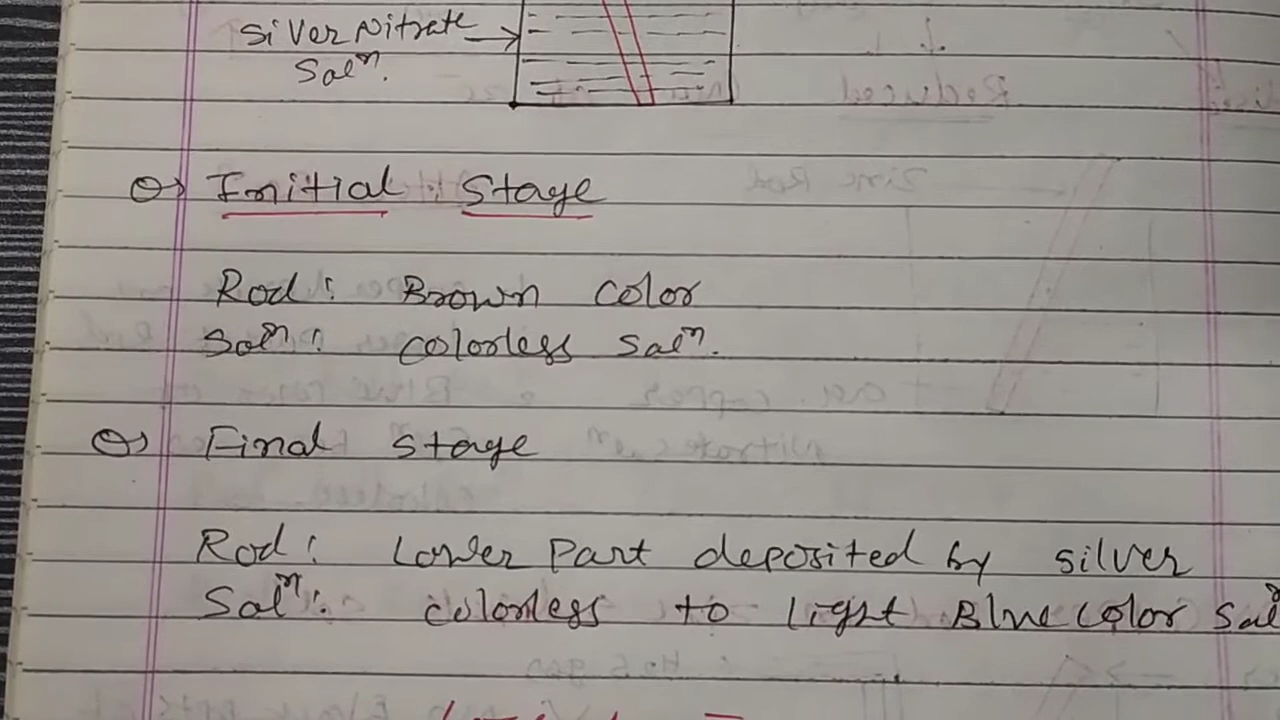 Silver Nitrate
Solⁿ.
Initial : Stage
Rod : Brown Color
Solⁿ : Colorless Solⁿ.
Final Stage
Rod : Lower Part deposited by silver
Solⁿ : colorless to light Blue color Solⁿ